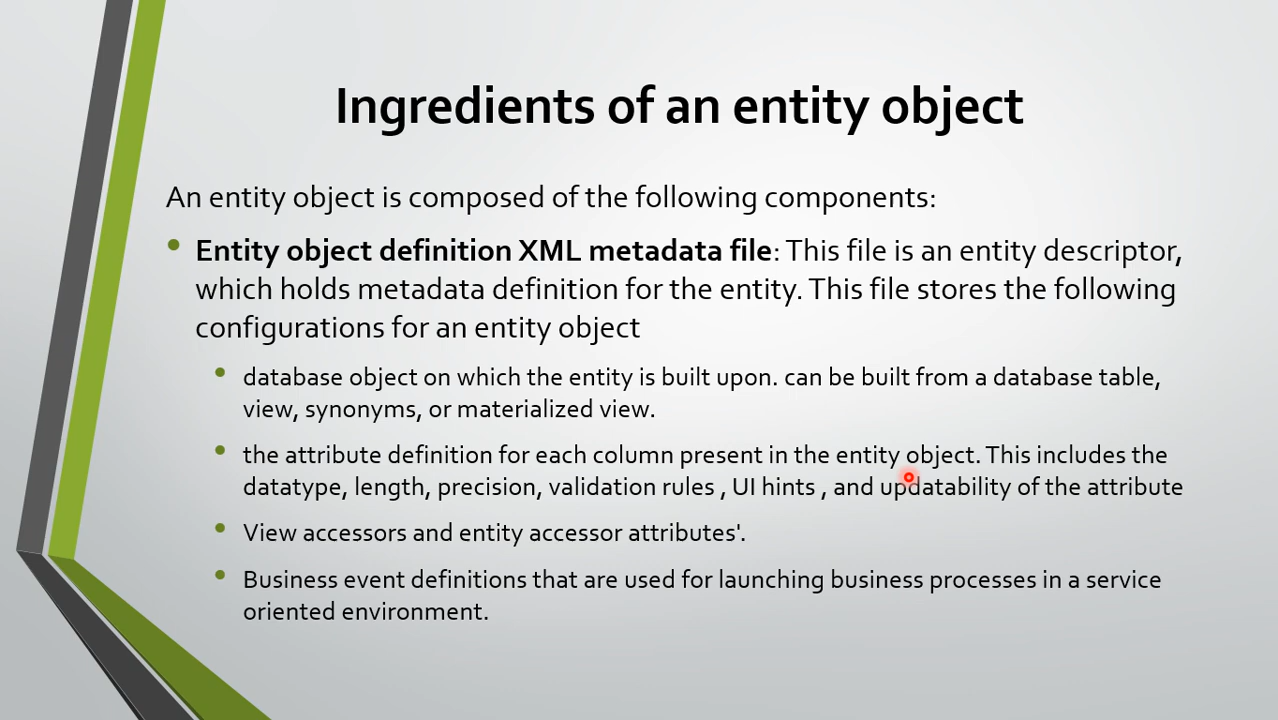 Ingredients of an entity object
An entity object is composed of the following components:
Entity object definition XML metadata file: This file is an entity descriptor,
which holds metadata definition for the entity. This file stores the following
configurations for an entity object
database object on which the entity is built upon. can be built from a database table,
view, synonyms, or materialized view.
the attribute definition for each column present in the entity object. This includes the
datatype, length, precision, validation rules , UI hints , and updatability of the attribute
View accessors and entity accessor attributes'.
Business event definitions that are used for launching business processes in a service
oriented environment.